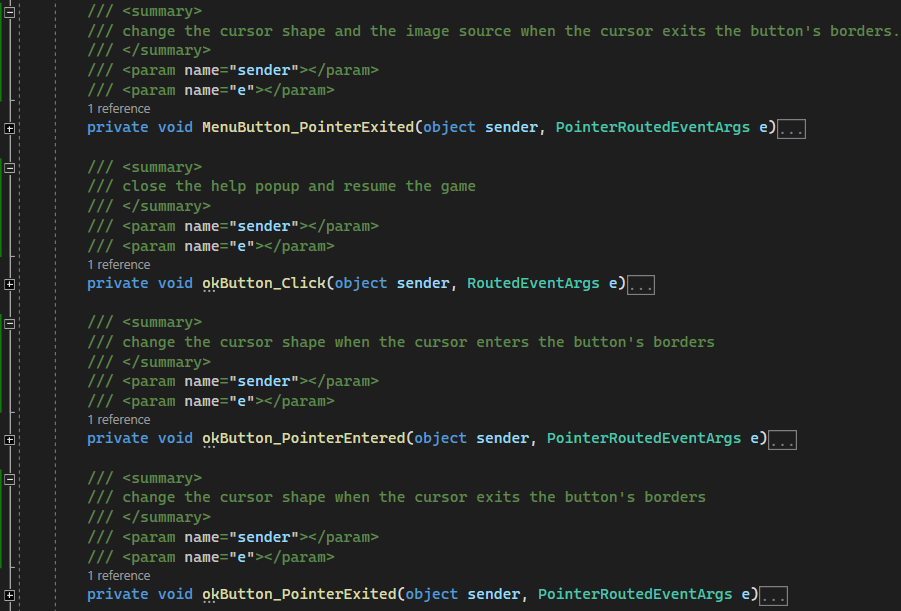 /// <summary>
/// change the cursor shape and the image source when the cursor exits the button's borders.
/// </summary>
/// <param name="sender"></param>
/// <param name="e"></param>
1 reference
private void MenuButton_PointerExited(object sender, PointerRoutedEventArgs e)...
/// <summary>
/// close the help popup and resume the game
/// </summary>
/// <param name="sender"></param>
/// <param name="e"></param>
1 reference
private void okButton_Click(object sender, RoutedEventArgs e)...
/// <summary>
/// change the cursor shape when the cursor enters the button's borders
/// </summary>
/// <param name="sender"></param>
/// <param name="e"></param>
1 reference
private void okButton_PointerEntered(object sender, PointerRoutedEventArgs e)...
/// <summary>
/// change the cursor shape when the cursor exits the button's borders
/// </summary>
/// <param name="sender"></param>
/// <param name="e"></param>
1 reference
private void okButton_PointerExited(object sender, PointerRoutedEventArgs e)...